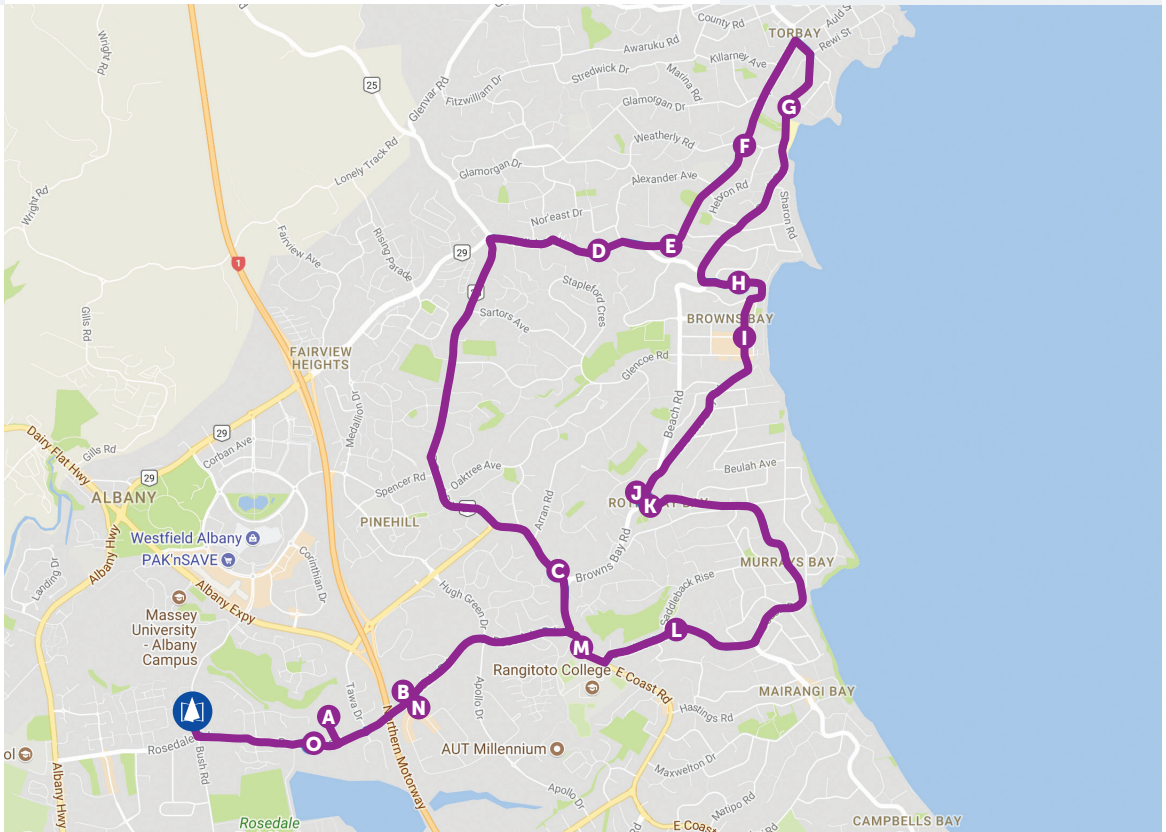 TORBAY
County Rd
Auld S
Rewi St
Awaruku Rd
Killarney Ave
Stredwick Dr
Marina Rd
Wright Rd
25
Glenvar Rd
Fitzwilliam Dr
Glamorgan Dr
G
Weatherly Rd
F
Lonely Track Rd
Glamorgan Dr
Alexander Ave
Hebron Rd
Sharon Rd
Wright Rd
Nor'east Dr
Fairview Ave
Rising Parade
29
D
E
1
Stapleford Cres
H
Gills Rd
Sartors Ave
BROWNS BAY
I
FAIRVIEW
HEIGHTS
Glencoe Rd
Medallion Dr
Beach Rd
Dairy Flat Hwy
Gills Rd
29
Corban Ave
29
Spencer Rd
Oaktree Ave
Beulah Ave
ALBANY
J
K
Arran Rd
PINEHILL
Westfield Albany
PAK'nSAVE
Albany Hwy
Browns Bay Rd
MURRAYS BAY
Landing Dr
Corinthian Dr
C
Albany Expy
Hugh Green Dr
Saddleback Rise
Massey
University
- Albany
Campus
L
M
Rangitoto College
E Coast Rd
Tawa Dr
Apollo Dr
B
N
MAIRANGI BAY
A
O
Hastings Rd
Rosedale
Bush Rd
Northern Motorway
AUT Millennium
ol
Albany Hwy
Maxwelton Dr
Apollo Dr
Matipo Rd
Rosedale
E Coast
CAMPBELLS BAY